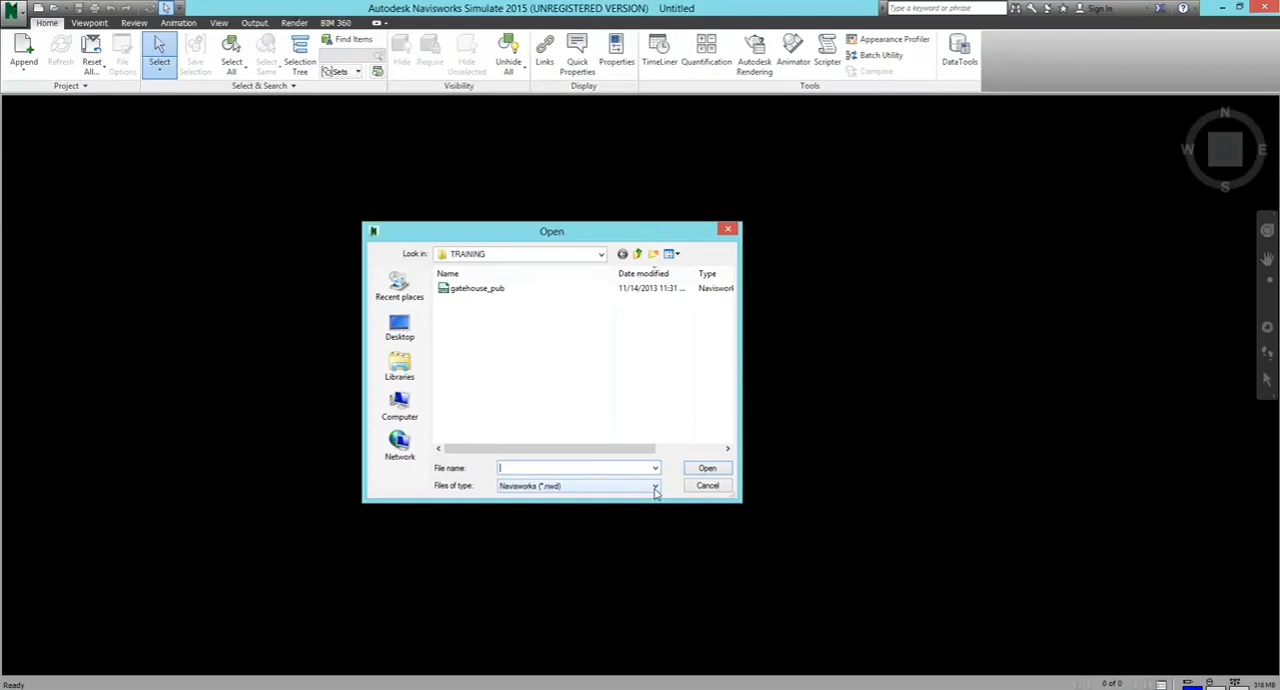 Autodesk Navisworks Simulate 2015 (UNREGISTERED VERSION) Untitled
Type a keyword or phrase
Sign In
Home Viewpoint Review Animation View Output Render BIM 360
Append Refresh Reset All... File Options Select Save Selection Select All Select Same Selection Tree Find Items Sets Hide Require Hide Unselected Unhide All Links Quick Properties Properties TimeLiner Quantification Autodesk Rendering Animator Scripter Appearance Profiler Batch Utility Compare DataTools
Project Select & Search Visibility Display Tools
N
W E
S
Open
Look in: TRAINING
Name Date modified Type
gatehouse_pub 11/14/2013 11:31 ... Naviswork
Recent places
Desktop
Libraries
Computer
Network
File name: Open
Files of type: Navisworks (*.nwd) Cancel
Ready 0 of 0 318 MB